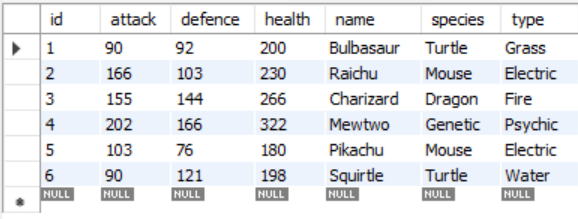 id attack defence health name species type
1 90 92 200 Bulbasaur Turtle Grass
2 166 103 230 Raichu Mouse Electric
3 155 144 266 Charizard Dragon Fire
4 202 166 322 Mewtwo Genetic Psychic
5 103 76 180 Pikachu Mouse Electric
6 90 121 198 Squirtle Turtle Water
NULL NULL NULL NULL NULL NULL NULL